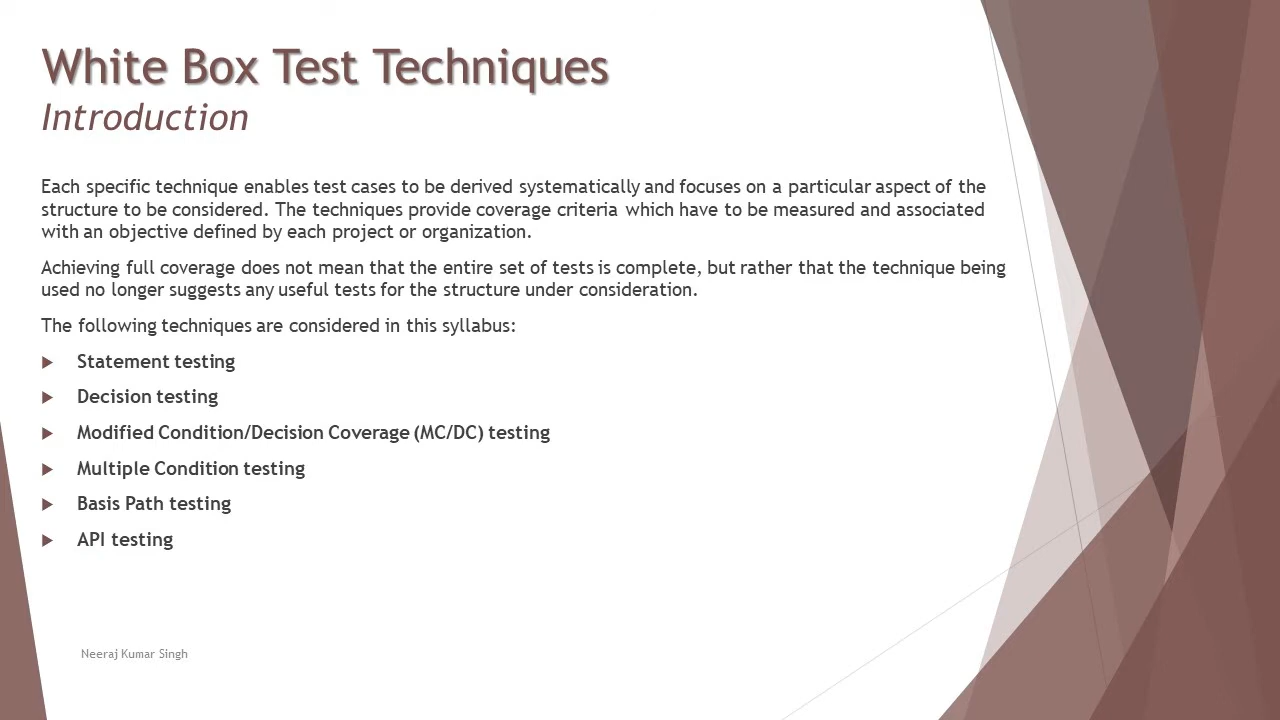 White Box Test Techniques
Introduction
Each specific technique enables test cases to be derived systematically and focuses on a particular aspect of the
structure to be considered. The techniques provide coverage criteria which have to be measured and associated
with an objective defined by each project or organization.
Achieving full coverage does not mean that the entire set of tests is complete, but rather that the technique being
used no longer suggests any useful tests for the structure under consideration.
The following techniques are considered in this syllabus:
Statement testing
Decision testing
Modified Condition/Decision Coverage (MC/DC) testing
Multiple Condition testing
Basis Path testing
API testing
Neeraj Kumar Singh